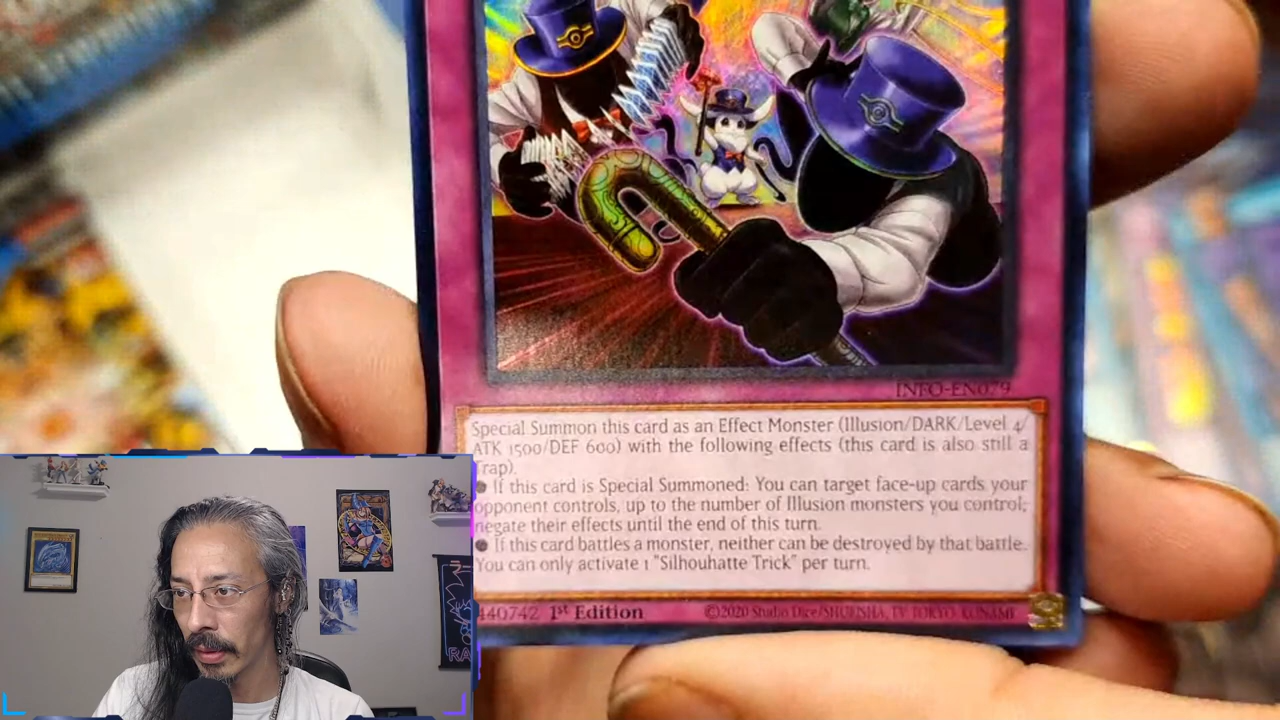 INFO-EN079
Special Summon this card as an Effect Monster (Illusion/DARK/Level 4/
ATK 1500/DEF 600) with the following effects (this card is also still a
Trap).
● If this card is Special Summoned: You can target face-up cards your
opponent controls, up to the number of Illusion monsters you control;
negate their effects until the end of this turn.
● If this card battles a monster, neither can be destroyed by that battle.
You can only activate 1 "Silhouhatte Trick" per turn.
440742 1st Edition ©2020 Studio Dice/SHUEISHA, TV TOKYO, KONAMI